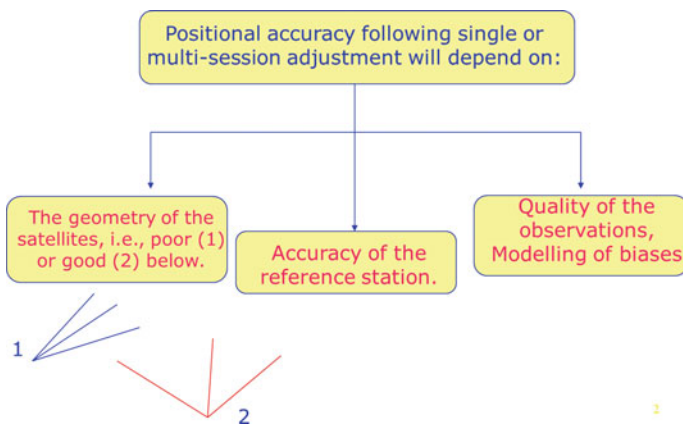 Positional accuracy following single or
multi-session adjustment will depend on:
The geometry of the
satellites, i.e., poor (1)
or good (2) below.
Accuracy of the
reference station.
Quality of the
observations,
Modelling of biases
1
2